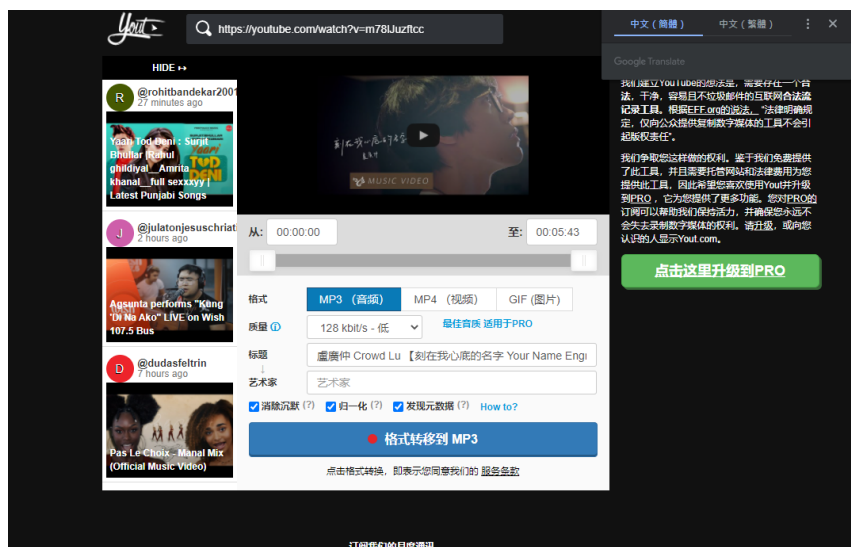 Yout
https://youtube.com/watch?v=m78lJuzftcc
中文（简體）
中文（繁體）
Google Translate
HIDE ↦
R
@rohitbandekar2001
27 minutes ago
Yaari Tod Deni : Surjit
Bhullar |Rahul
ghildiyal__Amrita
khanal__full sexxxyy |
Latest Punjabi Songs
J
@julatonjesuschriati
2 hours ago
Agsunta performs "Kung
'Di Na Ako" LIVE on Wish
107.5 Bus
D
@dudasfeltrin
7 hours ago
Pas Le Choix - Manal Mix
(Official Music Video)
MUSIC VIDEO
从:
00:00:00
至:
00:05:43
格式
MP3 （音频）
MP4 （视频）
GIF (图片)
质量
128 kbit/s - 低
最佳音质 适用于PRO
标题
盧廣仲 Crowd Lu 【刻在我心底的名字 Your Name Engr
↓
艺术家
艺术家
消除沉默 (?)
归一化 (?)
发现元数据 (?)
How to?
格式转移到 MP3
点击格式转换，即表示您同意我们的 服务条款
我们建立YouTube的想法是，需要存在一个合
法，干净，容易且不垃圾邮件的互联网合法流
记录工具。根据EFF.org的说法，"法律明确规
定，仅向公众提供复制数字媒体的工具不会引
起版权责任"。
我们争取您这样做的权利。鉴于我们免费提供
了此工具，并且需要托管网站和法律费用为您
提供此工具，因此希望您喜欢使用Yout并升级
到PRO ，它为您提供了更多功能。您对PRO的
订阅可以帮助我们保持活力，并确保您永远不
会失去录制数字媒体的权利。请升级，或向您
认识的人显示Yout.com。
点击这里升级到PRO
订阅我们的月度通讯